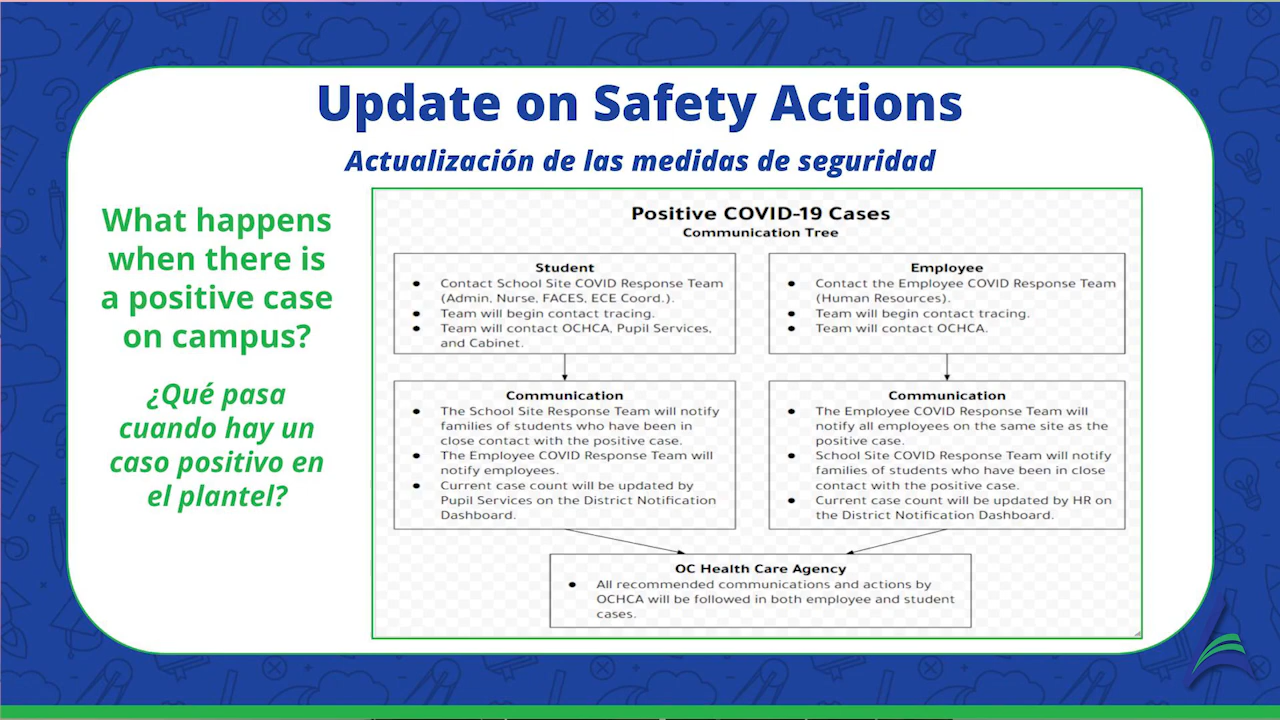 Update on Safety Actions
Actualización de las medidas de seguridad
What happens
when there is
a positive case
on campus?
¿Qué pasa
cuando hay un
caso positivo en
el plantel?
Positive COVID-19 Cases
Communication Tree
Student
● Contact School Site COVID Response Team
(Admin, Nurse, FACES, ECE Coord.).
● Team will begin contact tracing.
● Team will contact OCHCA, Pupil Services,
and Cabinet.
Employee
● Contact the Employee COVID Response Team
(Human Resources).
● Team will begin contact tracing.
● Team will contact OCHCA.
Communication
● The School Site Response Team will notify
families of students who have been in
close contact with the positive case.
● The Employee COVID Response Team will
notify employees.
● Current case count will be updated by
Pupil Services on the District Notification
Dashboard.
Communication
● The Employee COVID Response Team will
notify all employees on the same site as the
positive case.
● School Site COVID Response Team will notify
families of students who have been in close
contact with the positive case.
● Current case count will be updated by HR on
the District Notification Dashboard.
OC Health Care Agency
● All recommended communications and actions by
OCHCA will be followed in both employee and student
cases.